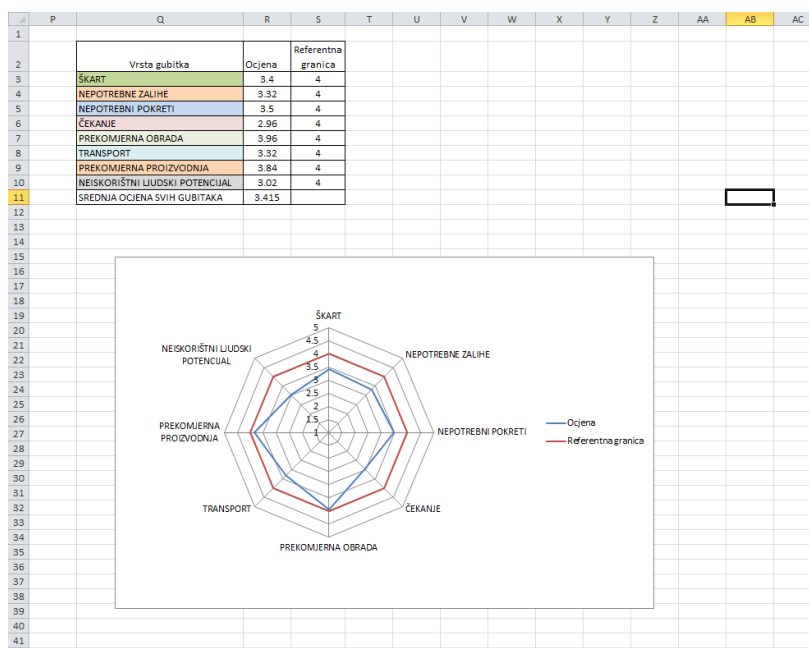 P Q R S T U V W X Y Z AA AB AC
1
Referentna
2 Vrsta gubitka Ocjena granica
3 ŠKART 3.4 4
4 NEPOTREBNE ZALIHE 3.32 4
5 NEPOTREBNI POKRETI 3.5 4
6 ČEKANJE 2.96 4
7 PREKOMJERNA OBRADA 3.96 4
8 TRANSPORT 3.32 4
9 PREKOMJERNA PROIZVODNJA 3.84 4
10 NEISKORIŠTNI LJUDSKI POTENCIJAL 3.02 4
11 SREDNJA OCJENA SVIH GUBITAKA 3.415
12
13
14
15
16
17
18
19
20
21
22
23
24
25
26
27
28
29
30
31
32
33
34
35
36
37
38
39
40
41
ŠKART
5
4.5
4
3.5
3
2.5
2
1.5
1
NEPOTREBNE ZALIHE
NEPOTREBNI POKRETI
ČEKANJE
PREKOMJERNA OBRADA
TRANSPORT
PREKOMJERNA
PROIZVODNJA
NEISKORIŠTNI LJUDSKI
POTENCIJAL
Ocjena
Referentna granica